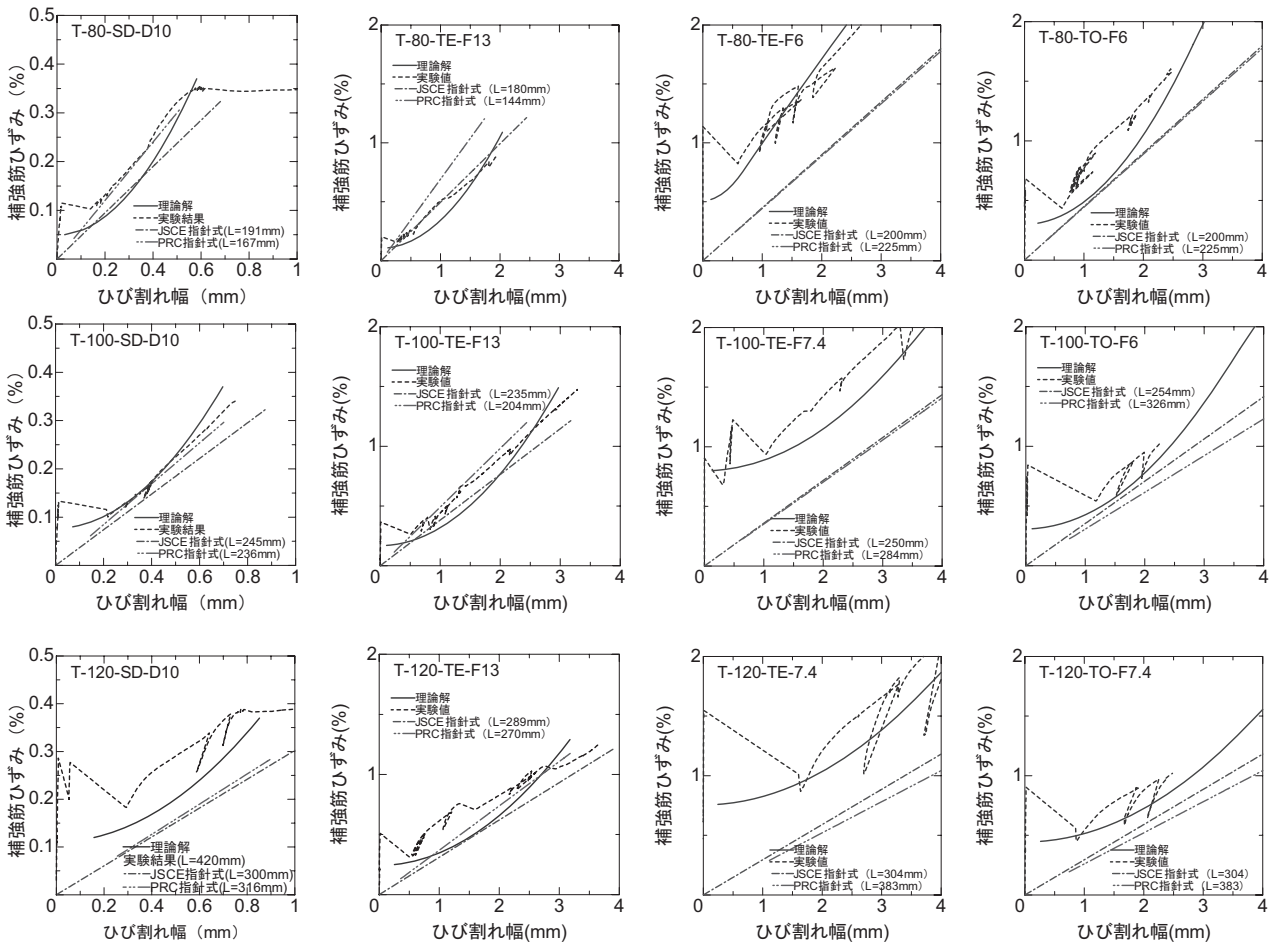 T-80-SD-D10
補強筋ひずみ（%）
0.5
0.4
0.3
0.2
0.1
理論解
実験結果
JSCE指針式(L=191mm)
PRC指針式(L=167mm)
0 0.2 0.4 0.6 0.8 1
ひび割れ幅（mm）
T-80-TE-F13
補強筋ひずみ(%)
2
1
理論解
実験値
JSCE指針式（L=180mm）
PRC指針式（L=144mm）
0 1 2 3 4
ひび割れ幅(mm)
T-80-TE-F6
補強筋ひずみ(%)
2
1
理論解
実験値
JSCE指針式（L=200mm）
PRC指針式（L=225mm）
0 1 2 3 4
ひび割れ幅(mm)
T-80-TO-F6
補強筋ひずみ(%)
2
1
理論解
実験値
JSCE指針式（L=200mm）
PRC指針式（L=225mm）
0 1 2 3 4
ひび割れ幅(mm)
T-100-SD-D10
補強筋ひずみ（%）
0.5
0.4
0.3
0.2
0.1
理論解
実験結果
JSCE指針式(L=245mm)
PRC指針式(L=236mm)
0 0.2 0.4 0.6 0.8 1
ひび割れ幅（mm）
T-100-TE-F13
補強筋ひずみ(%)
2
1
理論解
実験値
JSCE指針式（L=235mm）
PRC指針式（L=204mm）
0 1 2 3 4
ひび割れ幅(mm)
T-100-TE-F7.4
補強筋ひずみ(%)
2
1
理論解
実験値
JSCE指針式（L=250mm）
PRC指針式（L=284mm）
0 1 2 3 4
ひび割れ幅(mm)
T-100-TO-F6
補強筋ひずみ(%)
2
1
理論解
実験値
JSCE指針式（L=254mm）
PRC指針式（L=326mm）
0 1 2 3 4
ひび割れ幅(mm)
T-120-SD-D10
補強筋ひずみ（%）
0.5
0.4
0.3
0.2
0.1
理論解
実験結果(L=420mm)
JSCE指針式(L=300mm)
PRC指針式(L=316mm)
0 0.2 0.4 0.6 0.8 1
ひび割れ幅（mm）
T-120-TE-F13
補強筋ひずみ(%)
2
1
理論解
実験値
JSCE指針式（L=289mm）
PRC指針式（L=270mm）
0 1 2 3 4
ひび割れ幅(mm)
T-120-TE-7.4
補強筋ひずみ(%)
2
1
理論解
実験値
JSCE指針式（L=304mm）
PRC指針式（L=383mm）
0 1 2 3 4
ひび割れ幅(mm)
T-120-TO-F7.4
補強筋ひずみ(%)
2
1
理論解
実験値
JSCE指針式（L=304)
PRC指針式（L=383)
0 1 2 3 4
ひび割れ幅(mm)